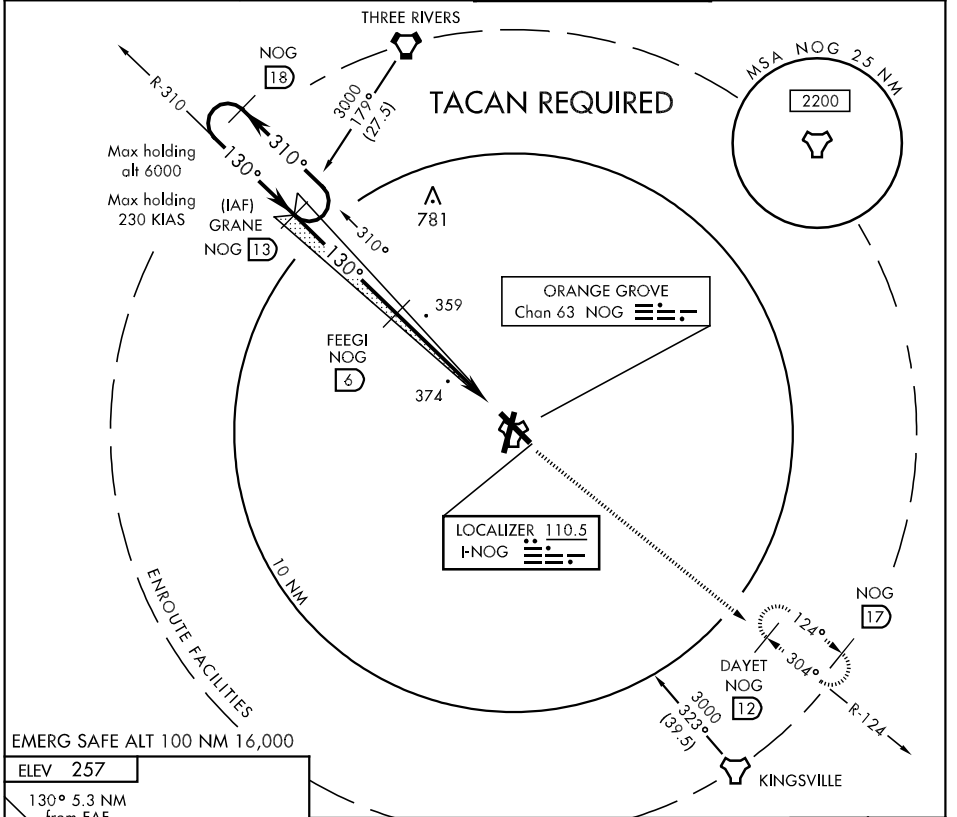 THREE RIVERS
NOG
18
R-310
3000
179°
(27.5)
TACAN REQUIRED
MSA NOG 25 NM
2200
310°
130°
Max holding
alt 6000
Max holding
230 KIAS
(IAF)
GRANE
NOG 13
781
310°
130°
ORANGE GROVE
Chan 63 NOG
359
FEEGI
NOG
6
374
LOCALIZER 110.5
I-NOG
10 NM
ENROUTE FACILITIES
NOG
17
124°
304°
DAYET
NOG
12
R-124
3000
323°
(39.5)
KINGSVILLE
EMERG SAFE ALT 100 NM 16,000
ELEV 257
130° 5.3 NM
from FAF